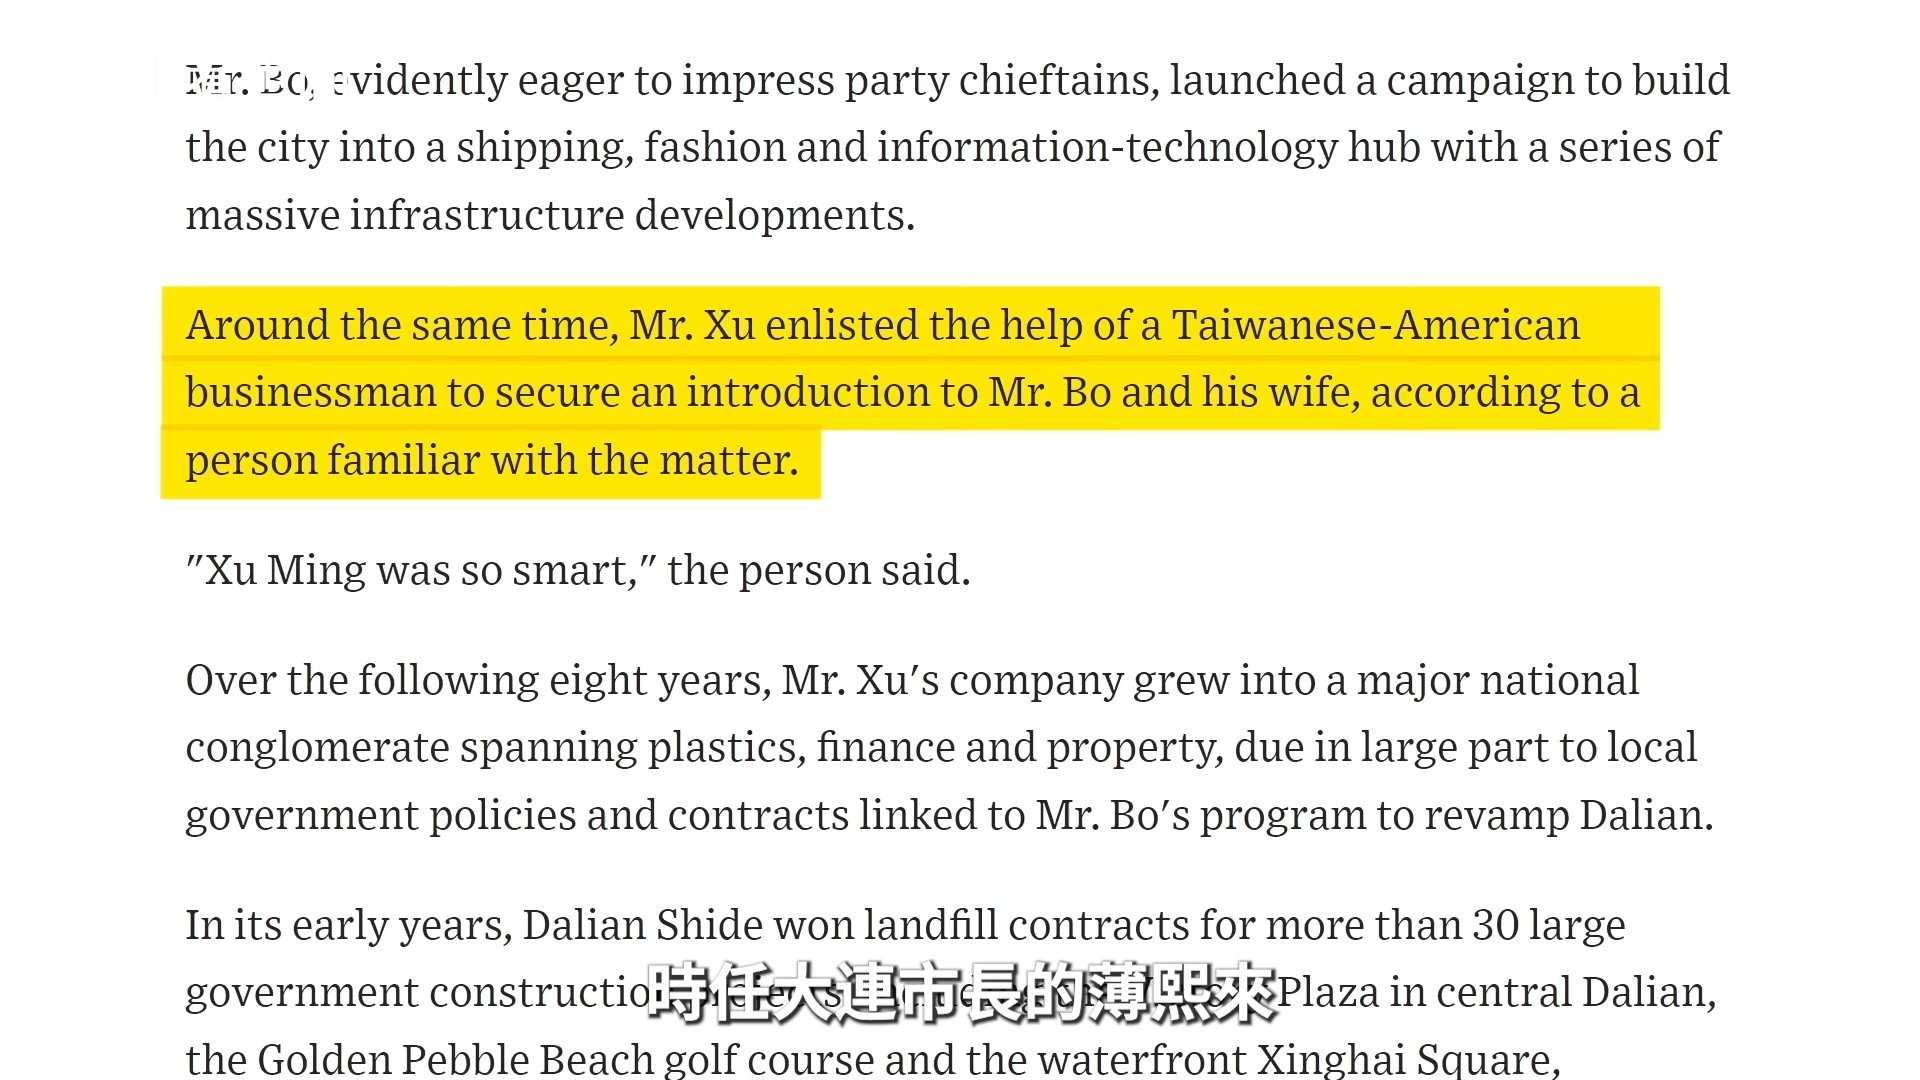 Mr. Bo, evidently eager to impress party chieftains, launched a campaign to build
the city into a shipping, fashion and information-technology hub with a series of
massive infrastructure developments.
Around the same time, Mr. Xu enlisted the help of a Taiwanese-American
businessman to secure an introduction to Mr. Bo and his wife, according to a
person familiar with the matter.
"Xu Ming was so smart," the person said.
Over the following eight years, Mr. Xu's company grew into a major national
conglomerate spanning plastics, finance and property, due in large part to local
government policies and contracts linked to Mr. Bo's program to revamp Dalian.
In its early years, Dalian Shide won landfill contracts for more than 30 large
government construction Plaza in central Dalian,
時任大連市長的薄熙來
the Golden Pebble Beach golf course and the waterfront Xinghai Square,